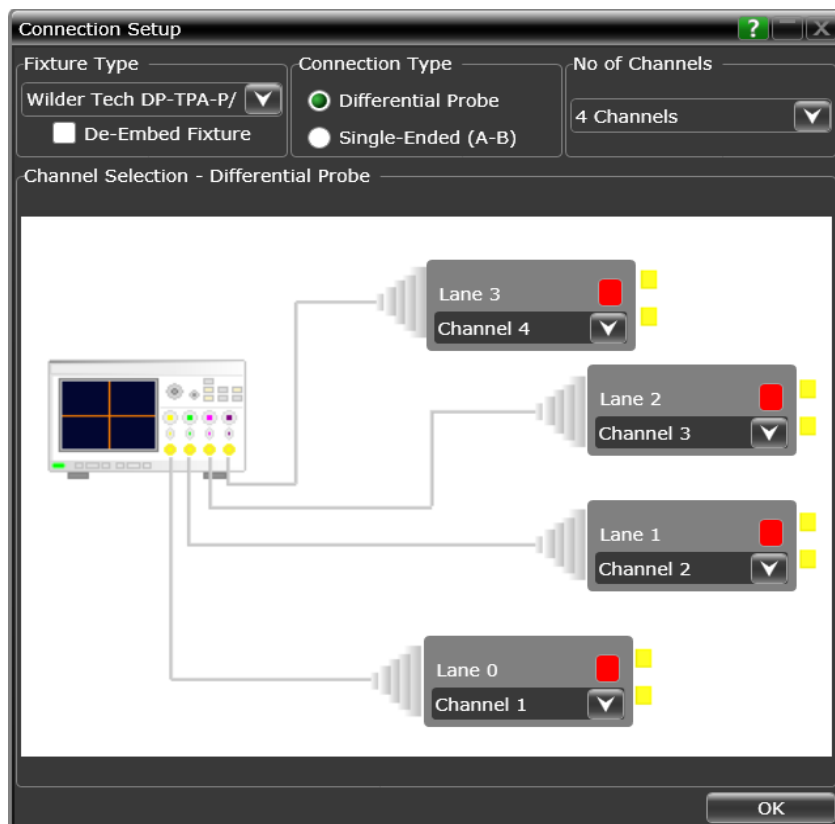 Connection Setup
?
X
Fixture Type
Wilder Tech DP-TPA-P/
De-Embed Fixture
Connection Type
Differential Probe
Single-Ended (A-B)
No of Channels
4 Channels
Channel Selection - Differential Probe
Lane 3
Channel 4
Lane 2
Channel 3
Lane 1
Channel 2
Lane 0
Channel 1
OK